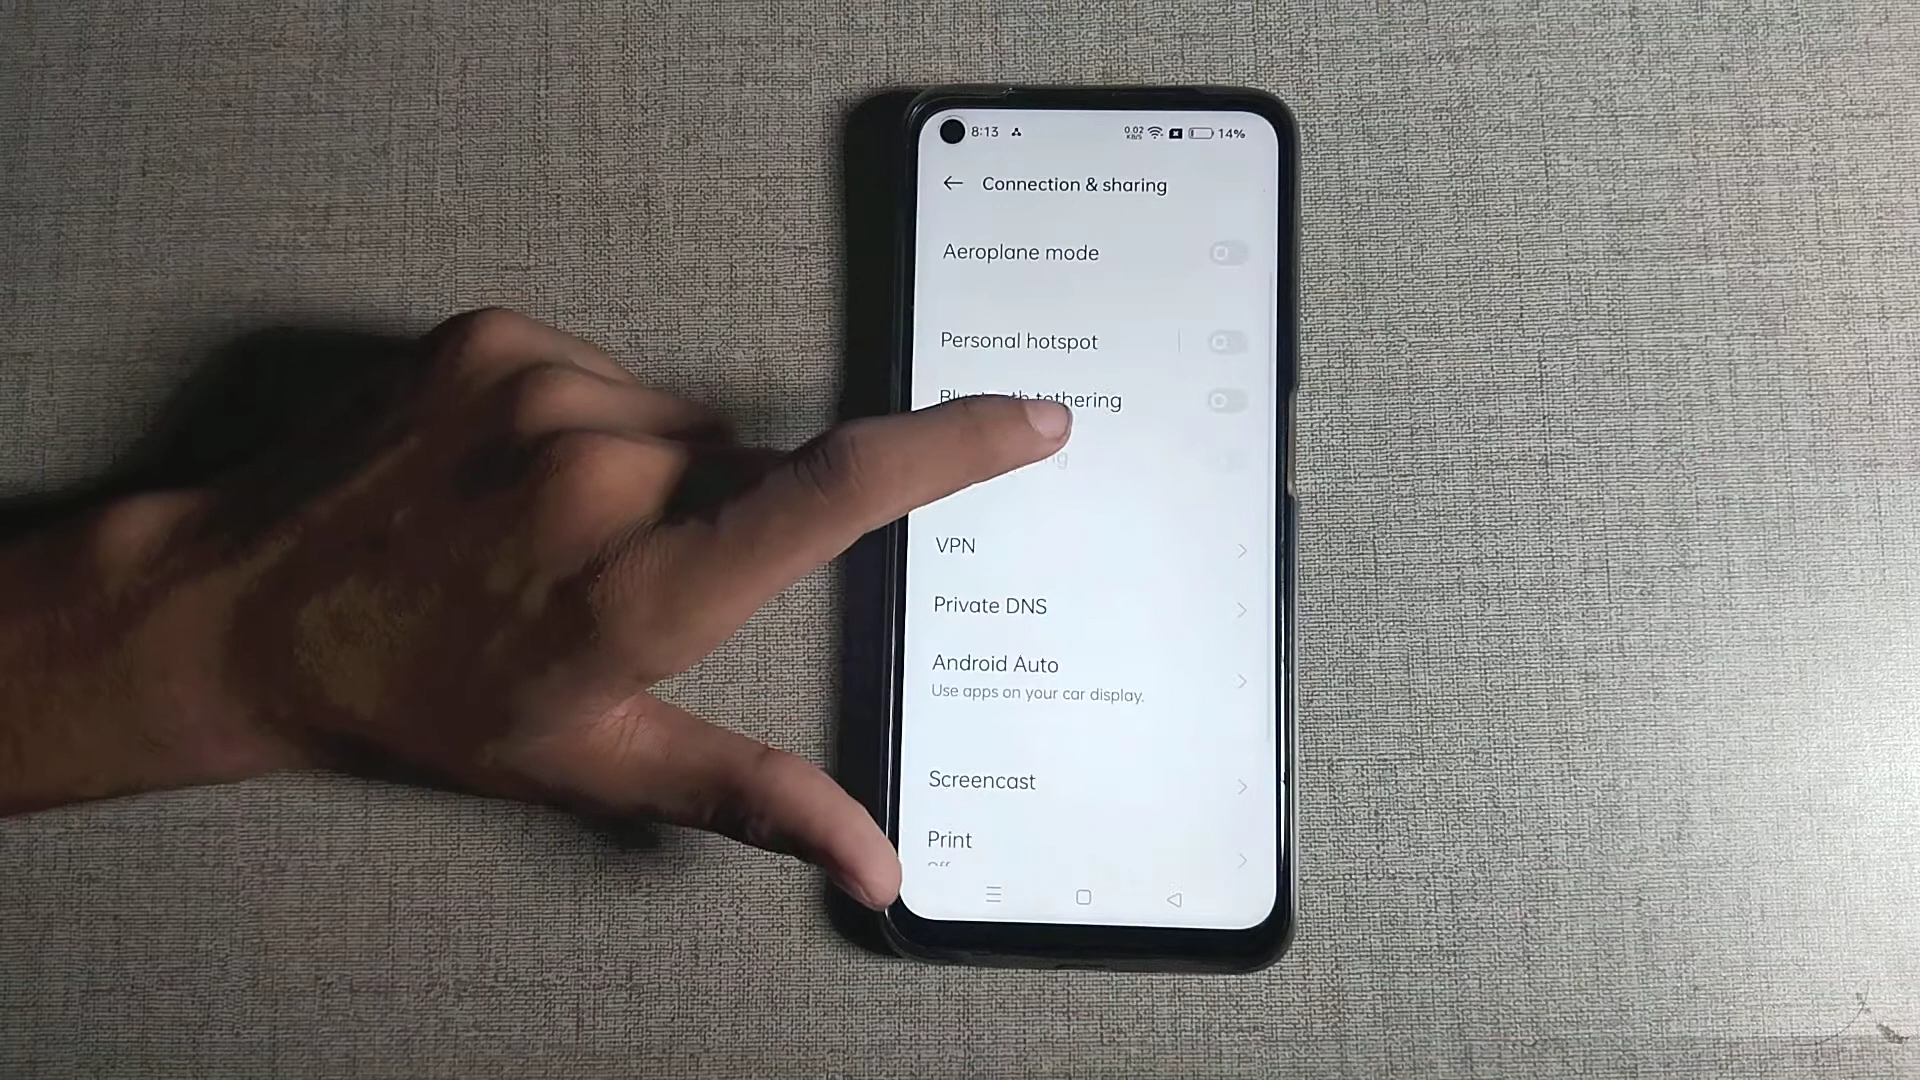 8:13 0.02 KB/S 14%
Connection & sharing
Aeroplane mode
Personal hotspot
tethering
VPN
Private DNS
Android Auto
Use apps on your car display.
Screencast
Print